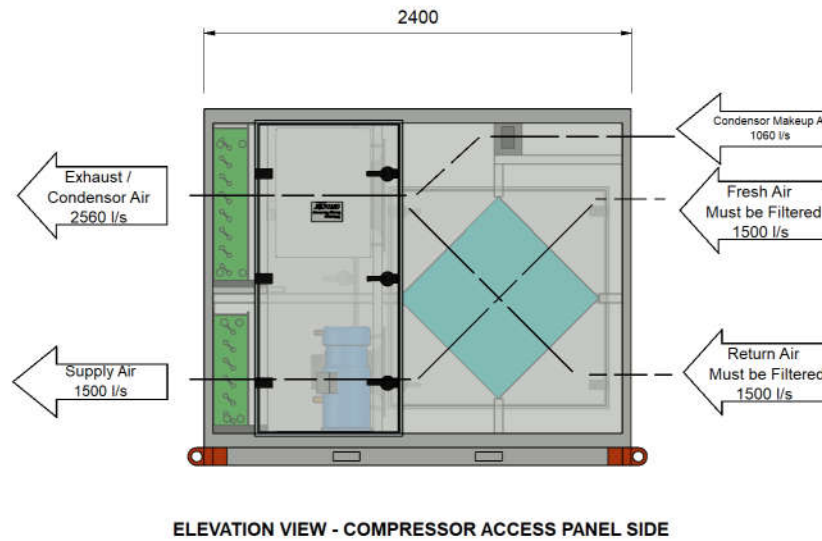 2400
Condensor Makeup A
1060 l/s
Exhaust /
Condensor Air
2560 l/s
Fresh Air
Must be Filtered
1500 l/s
Supply Air
1500 l/s
Return Air
Must be Filtered
1500 l/s
ELEVATION VIEW - COMPRESSOR ACCESS PANEL SIDE